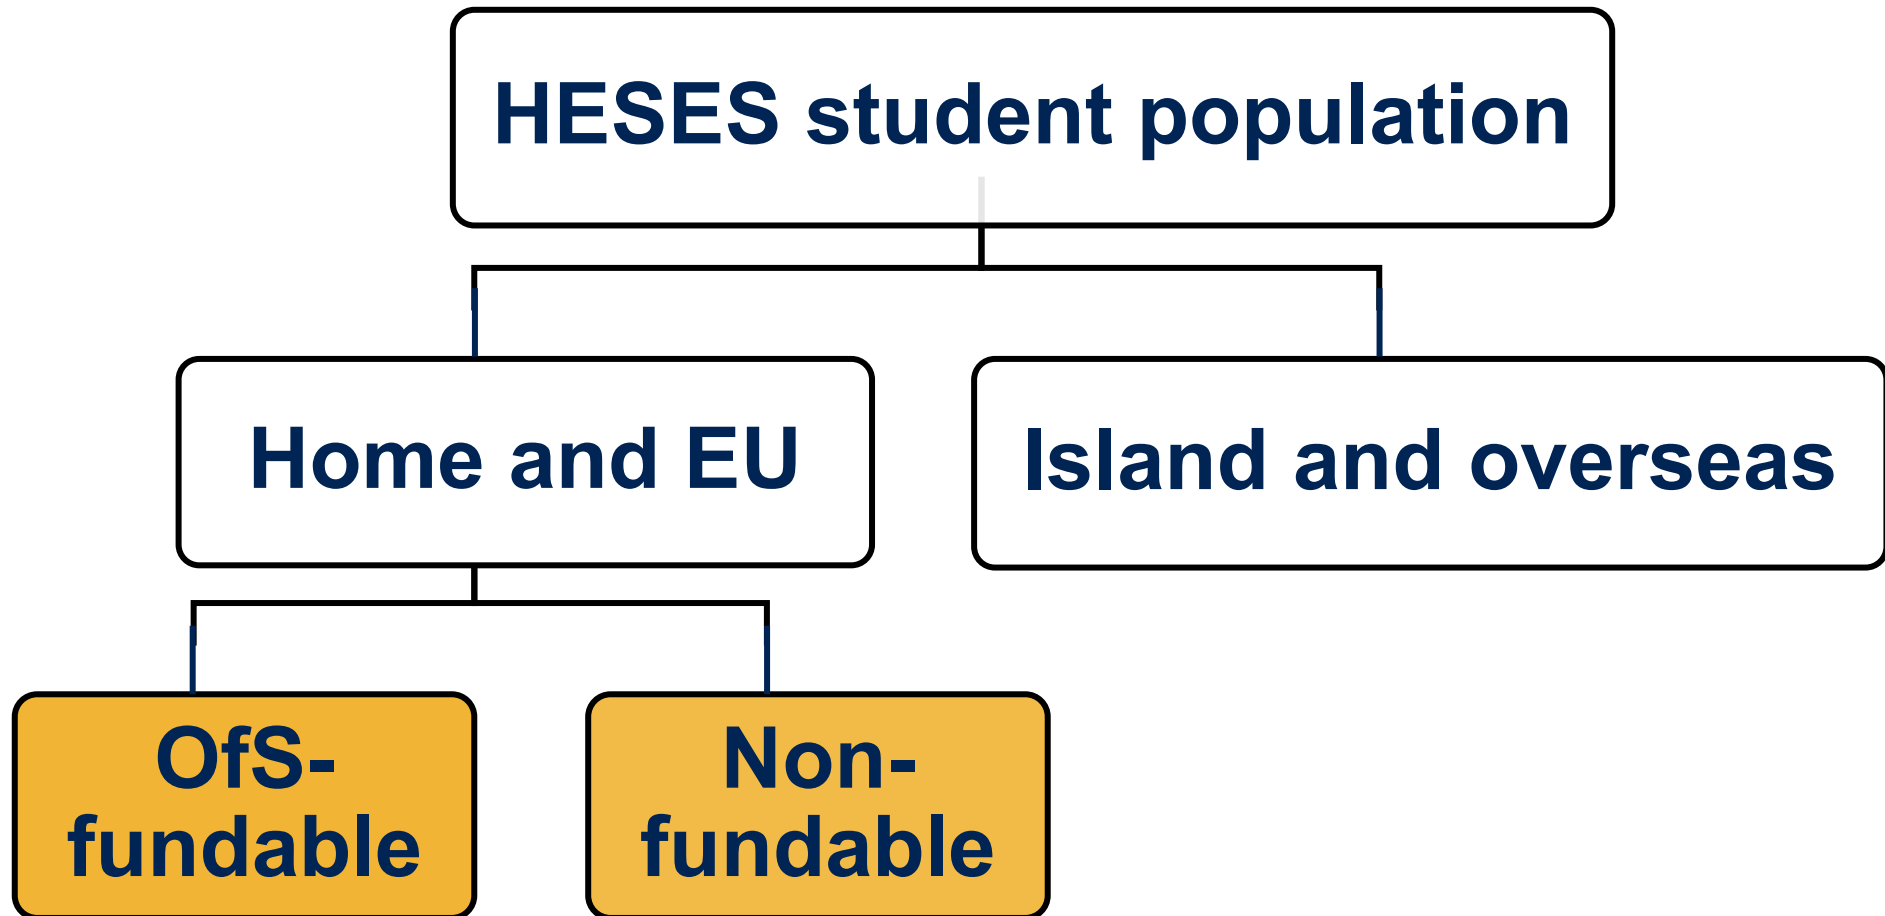 HESES student population
Home and EU
Island and overseas
OfS-
fundable
Non-
fundable